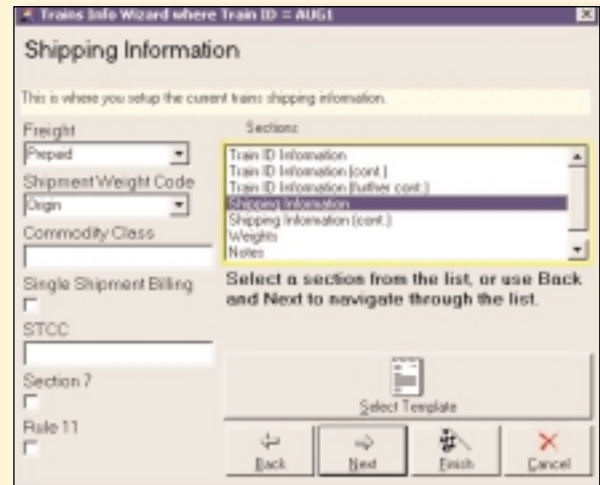 Trains Info Wizard where Train ID = AUG1
Shipping Information
This is where you setup the current trains shipping information.
Freight
Prepaid
Shipment Weight Code
Origin
Commodity Class
Single Shipment Billing
STCC
Section 7
Rule 11
Sections
Train ID Information
Train ID Information (cont.)
Train ID Information (further cont.)
Shipping Information
Shipping Information (cont.)
Weights
Notes
Select a section from the list, or use Back
and Next to navigate through the list.
Select Template
Back
Next
Finish
Cancel